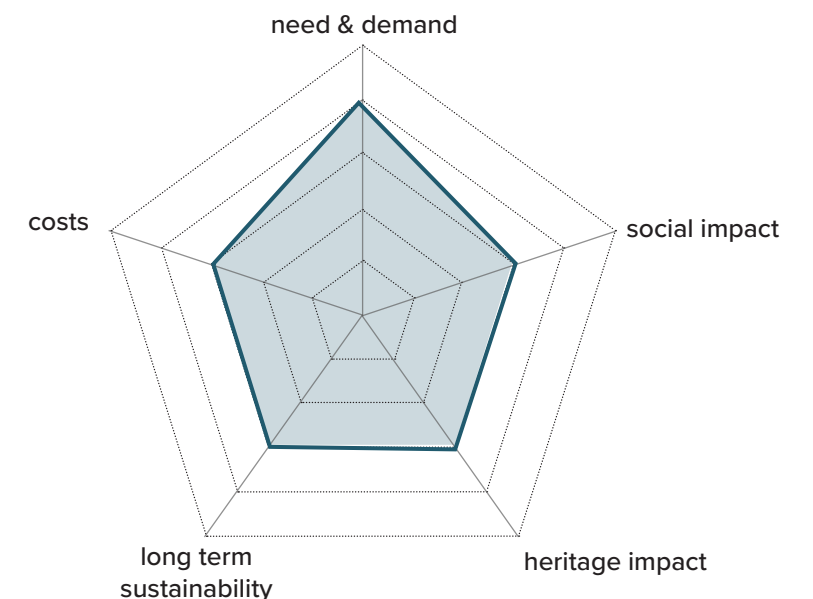 need & demand
costs
social impact
long term
sustainability
heritage impact